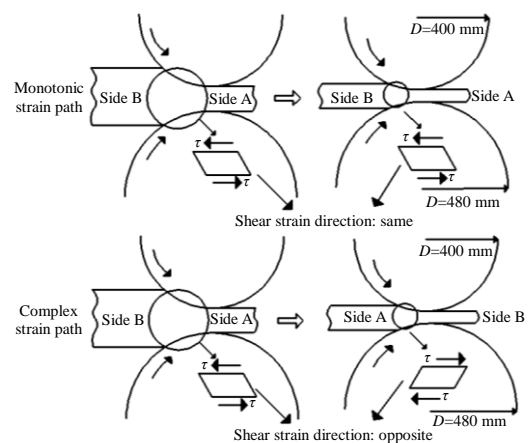 D=400 mm
Monotonic strain path
Side B
Side A
Side B
Side A
τ
τ
τ
τ
D=480 mm
Shear strain direction: same
D=400 mm
Complex strain path
Side B
Side A
Side A
Side B
τ
τ
τ
τ
D=480 mm
Shear strain direction: opposite